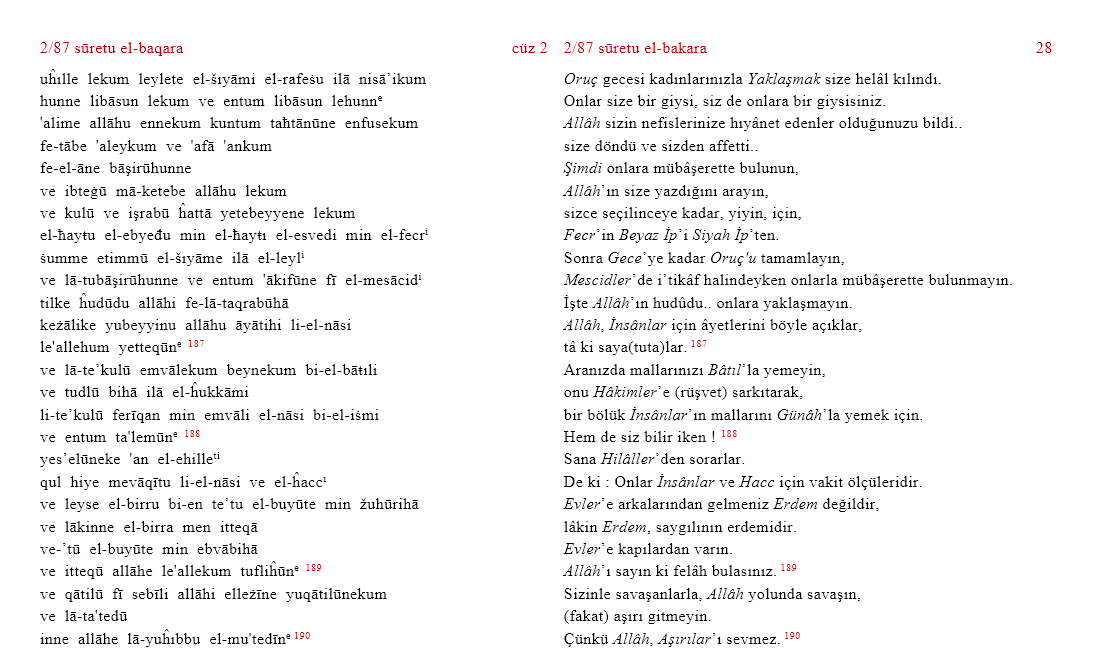 2/87 sūretu el-baqara
cüz 2
uĥılle lekum leylete el-šıyāmi el-rafeśu ilā nisā’ikum
hunne libāsun lekum ve entum libāsun lehunnᵉ
'alime allāhu ennekum kuntum taħtānūne enfusekum
fe-tābe 'aleykum ve 'afā 'ankum
fe-el-āne bāşirūhunne
ve ibteġū mā-ketebe allāhu lekum
ve kulū ve işrabū ĥattā yetebeyyene lekum
el-ħayŧu el-ebyeđu min el-ħayŧı el-esvedi min el-fecrⁱ
śumme etimmū el-šıyāme ilā el-leylⁱ
ve lā-tubāşirūhunne ve entum 'ākifūne fī el-mesācidⁱ
tilke ĥudūdu allāhi fe-lā-taqrabūhā
keżālike yubeyyinu allāhu āyātihi li-el-nāsi
le'allehum yetteqūnᵉ 187
ve lā-te’kulū emvālekum beynekum bi-el-bāŧıli
ve tudlū bihā ilā el-ĥukkāmi
li-te’kulū ferīqan min emvāli el-nāsi bi-el-iśmi
ve entum ta'lemūnᵉ 188
yes’elūneke 'an el-ehilleᵗⁱ
qul hiye mevāqītu li-el-nāsi ve el-ĥaccı
ve leyse el-birru bi-en te’tu el-buyūte min žuhūrihā
ve lākinne el-birra men itteqā
ve-’tū el-buyūte min ebvābihā
ve itteqū allāhe le'allekum tufliĥūnᵉ 189
ve qātilū fī sebīli allāhi elleżīne yuqātilūnekum
ve lā-ta'tedū
inne allāhe lā-yuĥıbbu el-mu'tedīnᵉ 190
2/87 sūretu el-bakara
28
Oruç gecesi kadınlarınızla Yaklaşmak size helâl kılındı.
Onlar size bir giysi, siz de onlara bir giysisiniz.
Allâh sizin nefislerinize hıyânet edenler olduğunuzu bildi..
size döndü ve sizden affetti..
Şimdi onlara mübâşerette bulunun,
Allâh’ın size yazdığını arayın,
sizce seçilinceye kadar, yiyin, için,
Fecr’in Beyaz İp’i Siyah İp’ten.
Sonra Gece’ye kadar Oruç'u tamamlayın,
Mescidler’de i’tikâf halindeyken onlarla mübâşerette bulunmayın.
İşte Allâh’ın hudûdu.. onlara yaklaşmayın.
Allâh, İnsânlar için âyetlerini böyle açıklar,
tâ ki saya(tuta)lar. 187
Aranızda mallarınızı Bâtıl’la yemeyin,
onu Hâkimler’e (rüşvet) sarkıtarak,
bir bölük İnsânlar’ın mallarını Günâh’la yemek için.
Hem de siz bilir iken ! 188
Sana Hilâller’den sorarlar.
De ki : Onlar İnsânlar ve Hacc için vakit ölçüleridir.
Evler’e arkalarından gelmeniz Erdem değildir,
lâkin Erdem, saygılının erdemidir.
Evler’e kapılardan varın.
Allâh’ı sayın ki felâh bulasınız. 189
Sizinle savaşanlarla, Allâh yolunda savaşın,
(fakat) aşırı gitmeyin.
Çünkü Allâh, Aşırılar’ı sevmez. 190